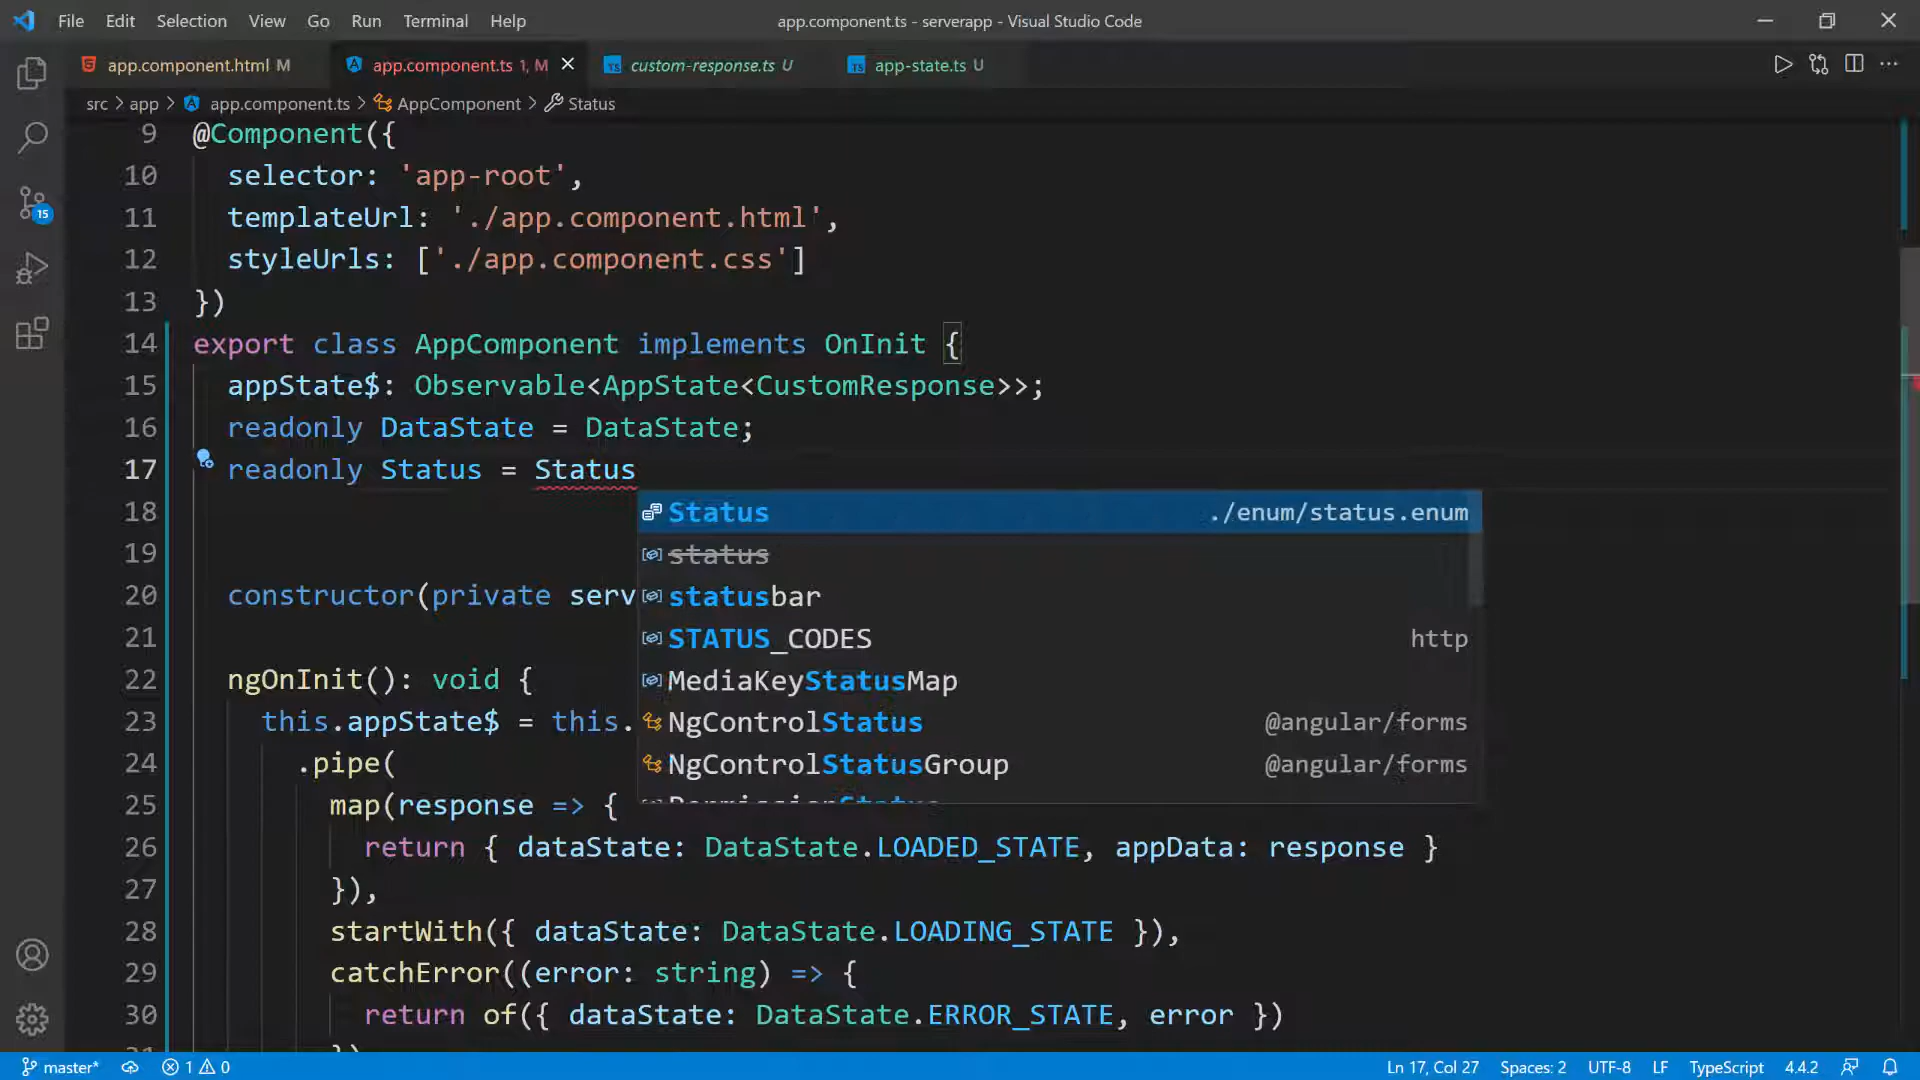 File Edit Selection View Go Run Terminal Help
app.component.ts - serverapp - Visual Studio Code
app.component.html M
app.component.ts 1, M
TS custom-response.ts U
TS app-state.ts U
src > app > app.component.ts > AppComponent > Status
9 @Component({
10 selector: 'app-root',
11 templateUrl: './app.component.html',
12 styleUrls: ['./app.component.css']
13 })
14 export class AppComponent implements OnInit {
15 appState$: Observable<AppState<CustomResponse>>;
16 readonly DataState = DataState;
17 readonly Status = Status
18
Status ./enum/status.enum
19
status
20 constructor(private serv
statusbar
21
STATUS_CODES http
22 ngOnInit(): void {
MediaKeyStatusMap
23 this.appState$ = this.
NgControlStatus @angular/forms
24 .pipe(
NgControlStatusGroup @angular/forms
25 map(response => {
26 return { dataState: DataState.LOADED_STATE, appData: response }
27 }),
28 startWith({ dataState: DataState.LOADING_STATE }),
29 catchError((error: string) => {
30 return of({ dataState: DataState.ERROR_STATE, error })
15
master* 1 0
Ln 17, Col 27 Spaces: 2 UTF-8 LF TypeScript 4.4.2